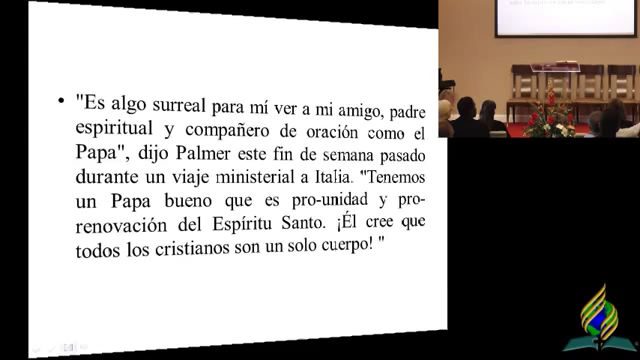 • "Es algo surreal para mí ver a mi amigo, padre
espiritual y compañero de oración como el
Papa", dijo Palmer este fin de semana pasado
durante un viaje ministerial a Italia. "Tenemos
un Papa bueno que es pro-unidad y pro-
renovación del Espíritu Santo. ¡Él cree que
todos los cristianos son un solo cuerpo! "